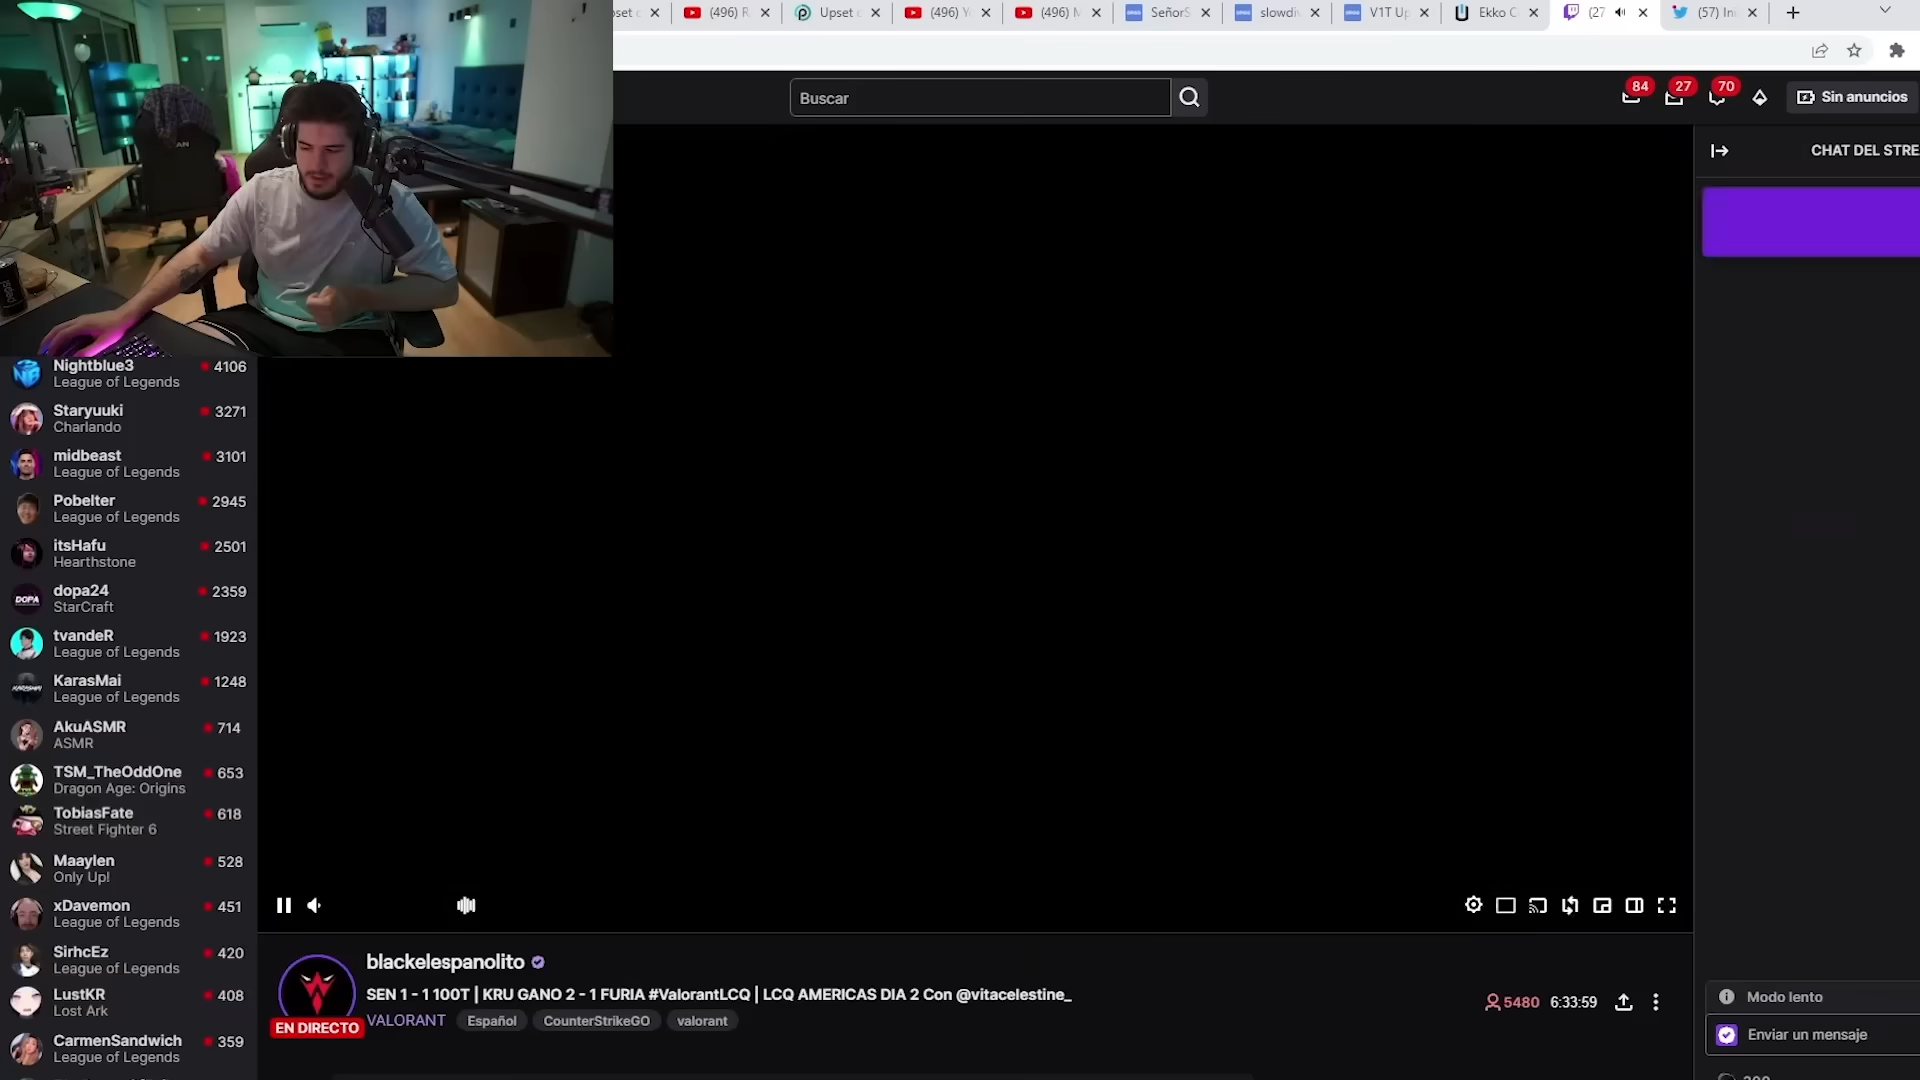 (496)
Upset
(496)
(496)
SeñorS
slowdiv
V1T Up
Ekko C
(27
(57) Ini
Buscar
84
27
70
Sin anuncios
CHAT DEL STRE
Nightblue3
4106
League of Legends
Staryuuki
3271
Charlando
midbeast
3101
League of Legends
Pobelter
2945
League of Legends
itsHafu
2501
Hearthstone
DOPA
dopa24
2359
StarCraft
tvandeR
1923
League of Legends
KarasMai
1248
League of Legends
AkuASMR
714
ASMR
TSM_TheOddOne
653
Dragon Age: Origins
TobiasFate
618
Street Fighter 6
Maaylen
528
Only Up!
xDavemon
451
League of Legends
SirhcEz
420
League of Legends
LustKR
408
Lost Ark
CarmenSandwich
359
League of Legends
blackelespanolito
SEN 1 - 1 100T | KRU GANO 2 - 1 FURIA #ValorantLCQ | LCQ AMERICAS DIA 2 Con @vitacelestine_
EN DIRECTO
VALORANT
Español
CounterStrikeGO
valorant
5480
6:33:59
Modo lento
Enviar un mensaje